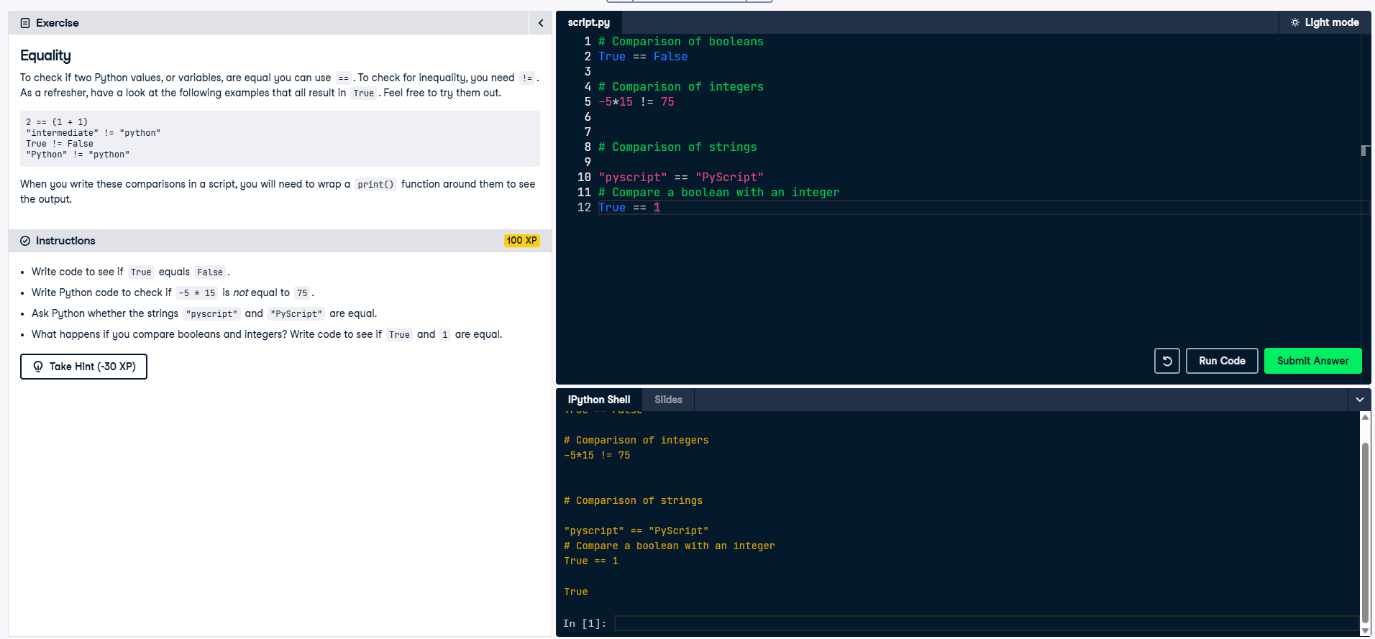 Exercise
Equality
To check if two Python values, or variables, are equal you can use == . To check for inequality, you need != .
As a refresher, have a look at the following examples that all result in True . Feel free to try them out.
2 == (1 + 1)
"intermediate" != "python"
True != False
"Python" != "python"
When you write these comparisons in a script, you will need to wrap a print() function around them to see
the output.
Instructions
100 XP
• Write code to see if True equals False .
• Write Python code to check if -5 * 15 is not equal to 75 .
• Ask Python whether the strings "pyscript" and "PyScript" are equal.
• What happens if you compare booleans and integers? Write code to see if True and 1 are equal.
Take Hint (-30 XP)
script.py
Light mode
1 # Comparison of booleans
2 True == False
3
4 # Comparison of integers
5 -5*15 != 75
6
7
8 # Comparison of strings
9
10 "pyscript" == "PyScript"
11 # Compare a boolean with an integer
12 True == 1
Run Code
Submit Answer
IPython Shell
Slides
True == False
# Comparison of integers
-5*15 != 75
# Comparison of strings
"pyscript" == "PyScript"
# Compare a boolean with an integer
True == 1
True
In [1]: